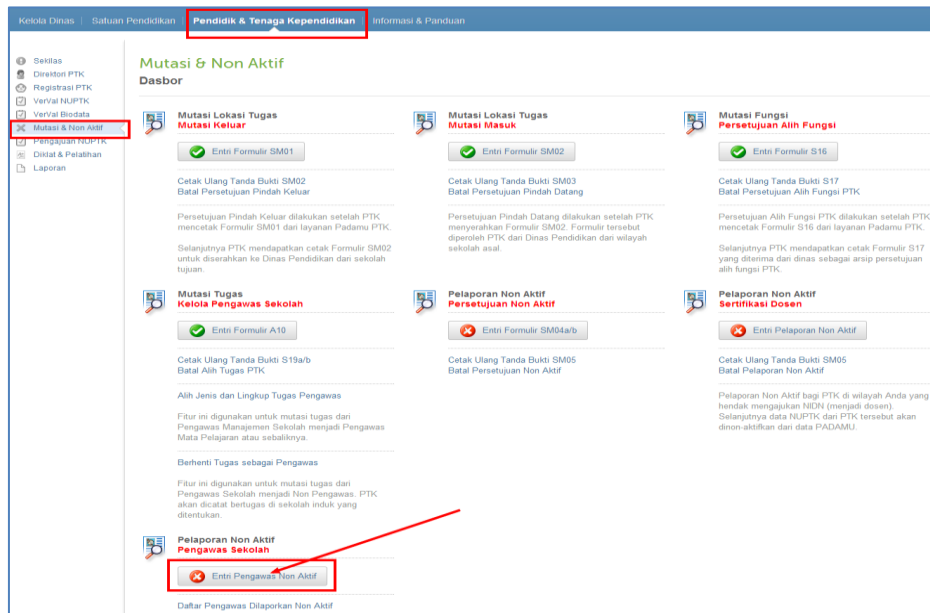 Kelola Dinas | Satuan Pendidikan | Pendidik & Tenaga Kependidikan | Informasi & Panduan
Sekilas
Direktori PTK
Registrasi PTK
VerVal NUPTK
VerVal Biodata
Mutasi & Non Aktif
Pengajuan NUPTK
Diklat & Pelatihan
Laporan
Mutasi & Non Aktif
Dasbor
Mutasi Lokasi Tugas
Mutasi Keluar
Entri Formulir SM01
Cetak Ulang Tanda Bukti SM02
Batal Persetujuan Pindah Keluar
Persetujuan Pindah Keluar dilakukan setelah PTK
mencetak Formulir SM01 dari layanan Padamu PTK.
Selanjutnya PTK mendapatkan cetak Formulir SM02
untuk diserahkan ke Dinas Pendidikan dari sekolah
tujuan.
Mutasi Lokasi Tugas
Mutasi Masuk
Entri Formulir SM02
Cetak Ulang Tanda Bukti SM03
Batal Persetujuan Pindah Datang
Persetujuan Pindah Datang dilakukan setelah PTK
menyerahkan Formulir SM02. Formulir tersebut
diperoleh PTK dari Dinas Pendidikan dari wilayah
sekolah asal.
Mutasi Fungsi
Persetujuan Alih Fungsi
Entri Formulir S16
Cetak Ulang Tanda Bukti S17
Batal Persetujuan Alih Fungsi PTK
Persetujuan Alih Fungsi PTK dilakukan setelah PTK
mencetak Formulir S16 dari layanan Padamu PTK.
Selanjutnya PTK mendapatkan cetak Formulir S17
yang diterima dari dinas sebagai arsip persetujuan
alih fungsi PTK.
Mutasi Tugas
Kelola Pengawas Sekolah
Entri Formulir A10
Cetak Ulang Tanda Bukti S19a/b
Batal Alih Tugas PTK
Alih Jenis dan Lingkup Tugas Pengawas
Fitur ini digunakan untuk mutasi tugas dari
Pengawas Manajemen Sekolah menjadi Pengawas
Mata Pelajaran atau sebaliknya.
Berhenti Tugas sebagai Pengawas
Fitur ini digunakan untuk mutasi tugas dari
Pengawas Sekolah menjadi Non Pengawas. PTK
akan dicatat bertugas di sekolah induk yang
ditentukan.
Pelaporan Non Aktif
Persetujuan Non Aktif
Entri Formulir SM04a/b
Cetak Ulang Tanda Bukti SM05
Batal Persetujuan Non Aktif
Pelaporan Non Aktif
Sertifikasi Dosen
Entri Pelaporan Non Aktif
Cetak Ulang Tanda Bukti SM05
Batal Pelaporan Non Aktif
Pelaporan Non Aktif bagi PTK di wilayah Anda yang
hendak mengajukan NIDN (menjadi dosen).
Selanjutnya data NUPTK dari PTK tersebut akan
dinon-aktifkan dari data PADAMU.
Pelaporan Non Aktif
Pengawas Sekolah
Entri Pengawas Non Aktif
Daftar Pengawas Dilaporkan Non Aktif